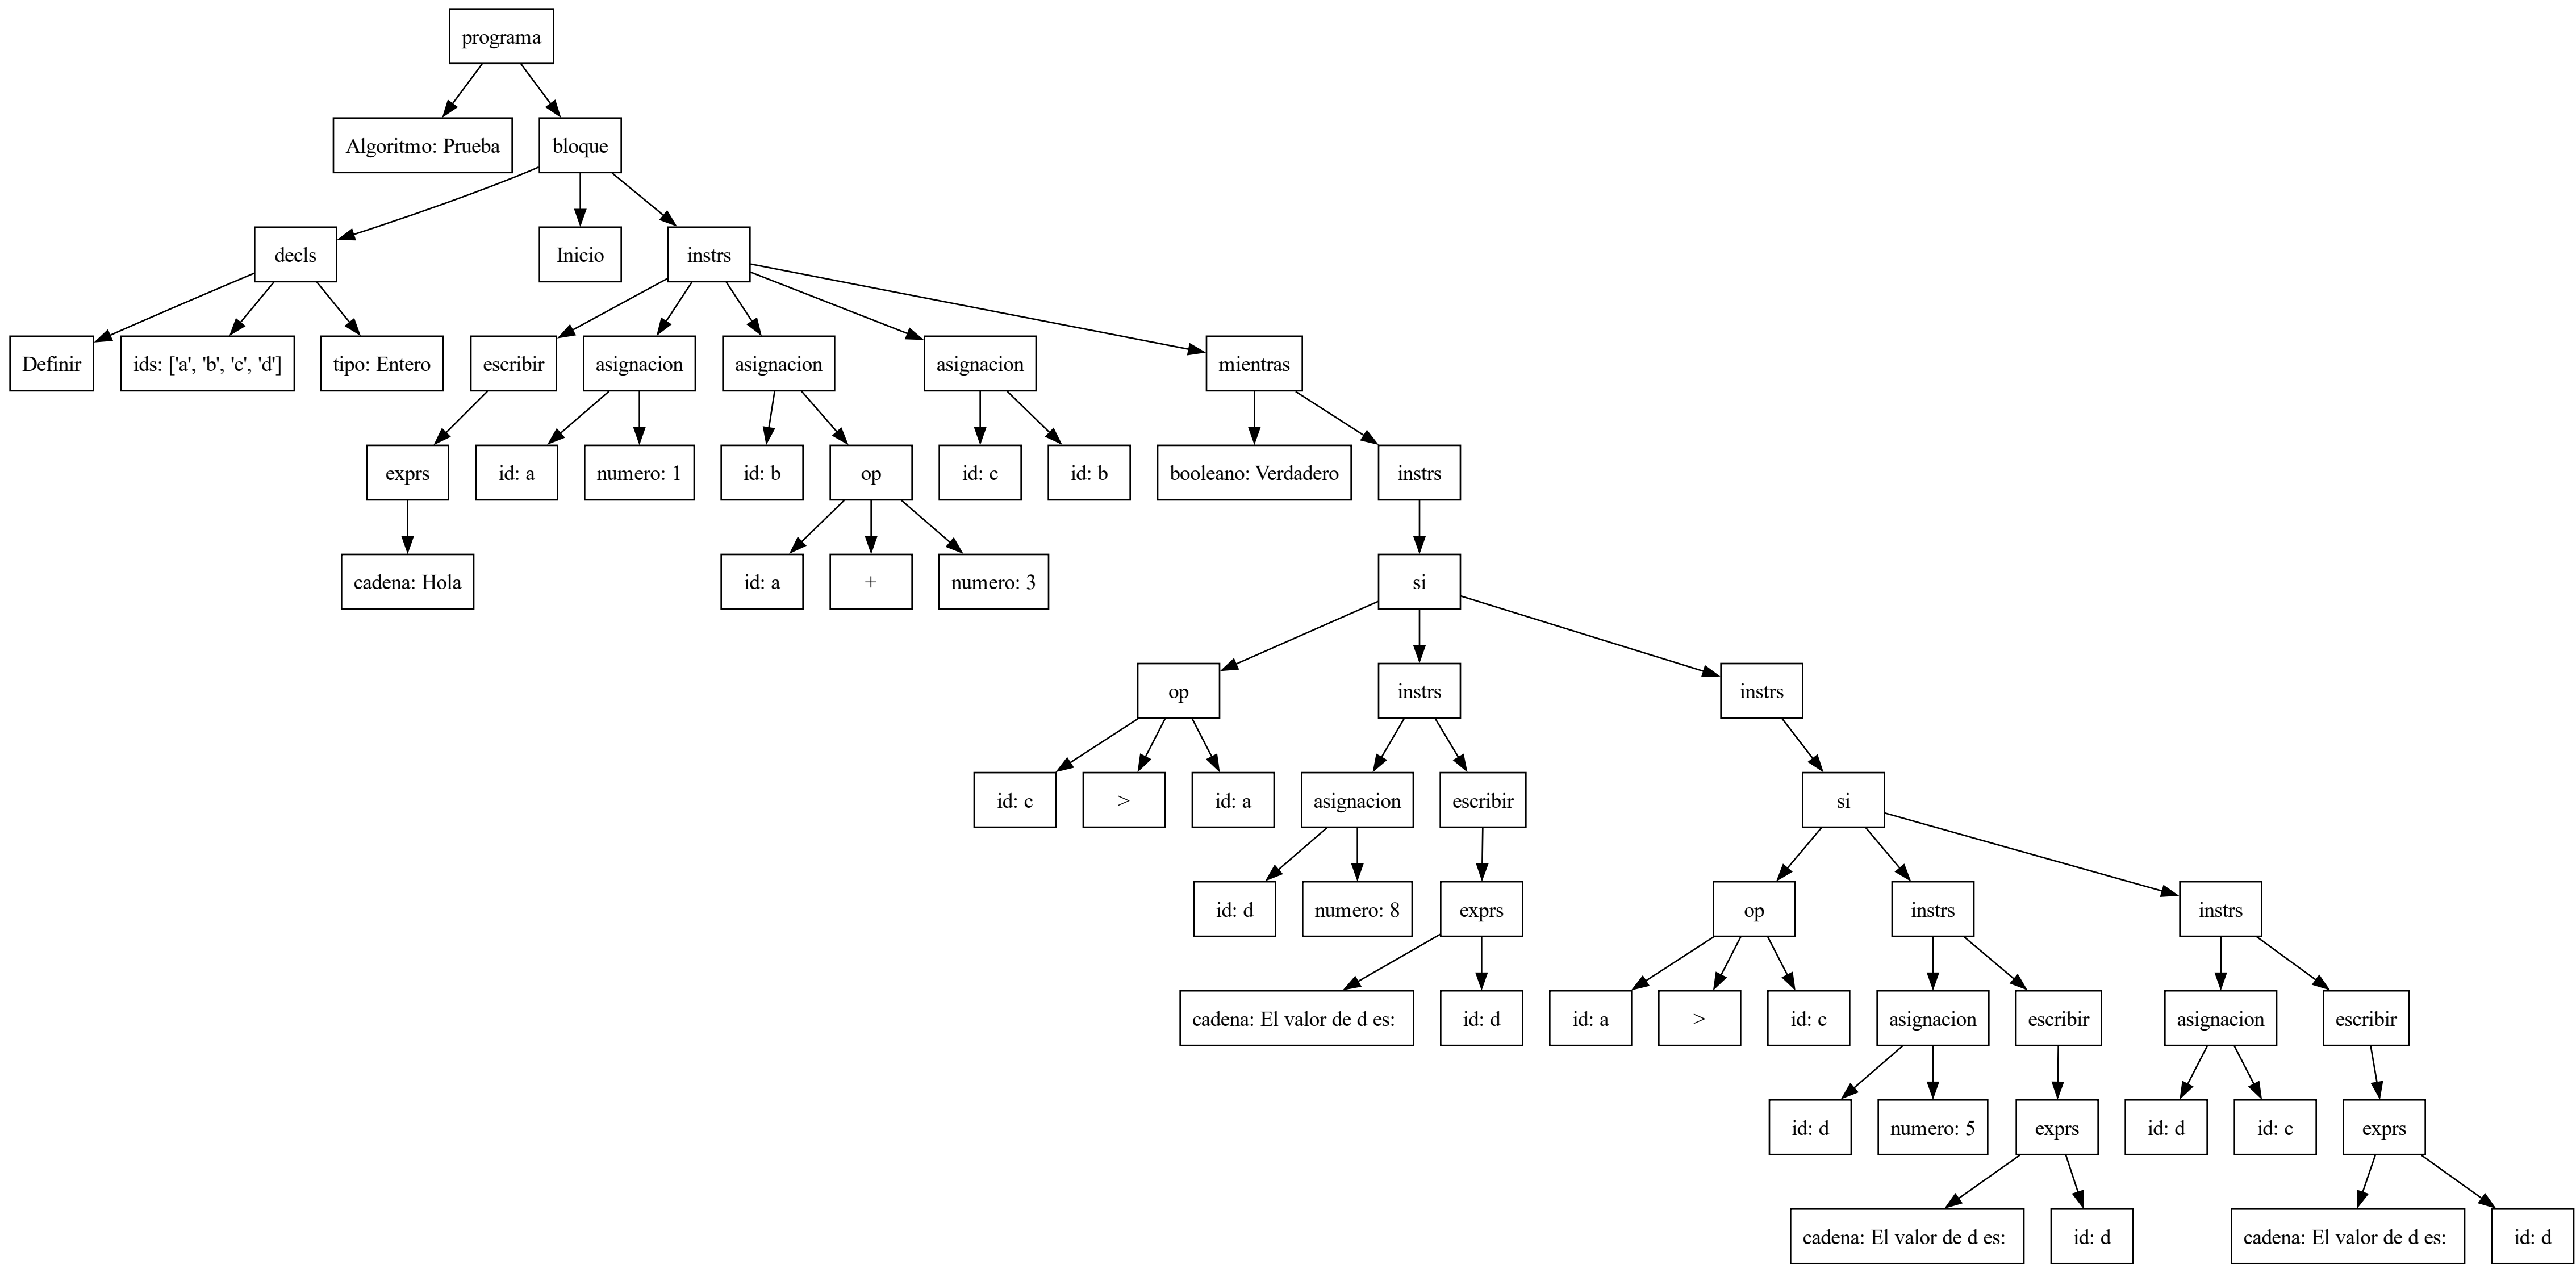 programa
Algoritmo: Prueba
bloque
decls
Inicio
instrs
Definir
ids: ['a', 'b', 'c', 'd']
tipo: Entero
escribir
asignacion
asignacion
asignacion
mientras
exprs
id: a
numero: 1
id: b
op
id: c
id: b
booleano: Verdadero
instrs
cadena: Hola
id: a
+
numero: 3
si
op
instrs
instrs
id: c
>
id: a
asignacion
escribir
si
id: d
numero: 8
exprs
op
instrs
instrs
cadena: El valor de d es:
id: d
id: a
>
id: c
asignacion
escribir
asignacion
escribir
id: d
numero: 5
exprs
id: d
id: c
exprs
cadena: El valor de d es:
id: d
cadena: El valor de d es:
id: d